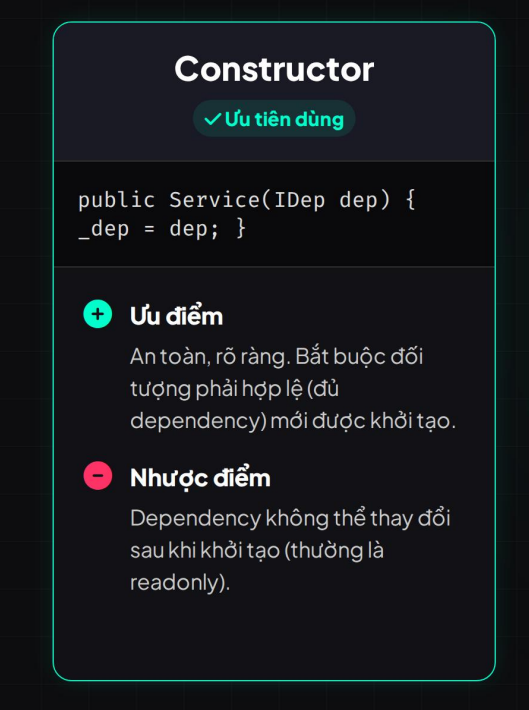 Constructor
✓ Ưu tiên dùng
public Service(IDep dep) {
_dep = dep; }
Ưu điểm
An toàn, rõ ràng. Bắt buộc đối
tượng phải hợp lệ (đủ
dependency) mới được khởi tạo.
Nhược điểm
Dependency không thể thay đổi
sau khi khởi tạo (thường là
readonly).